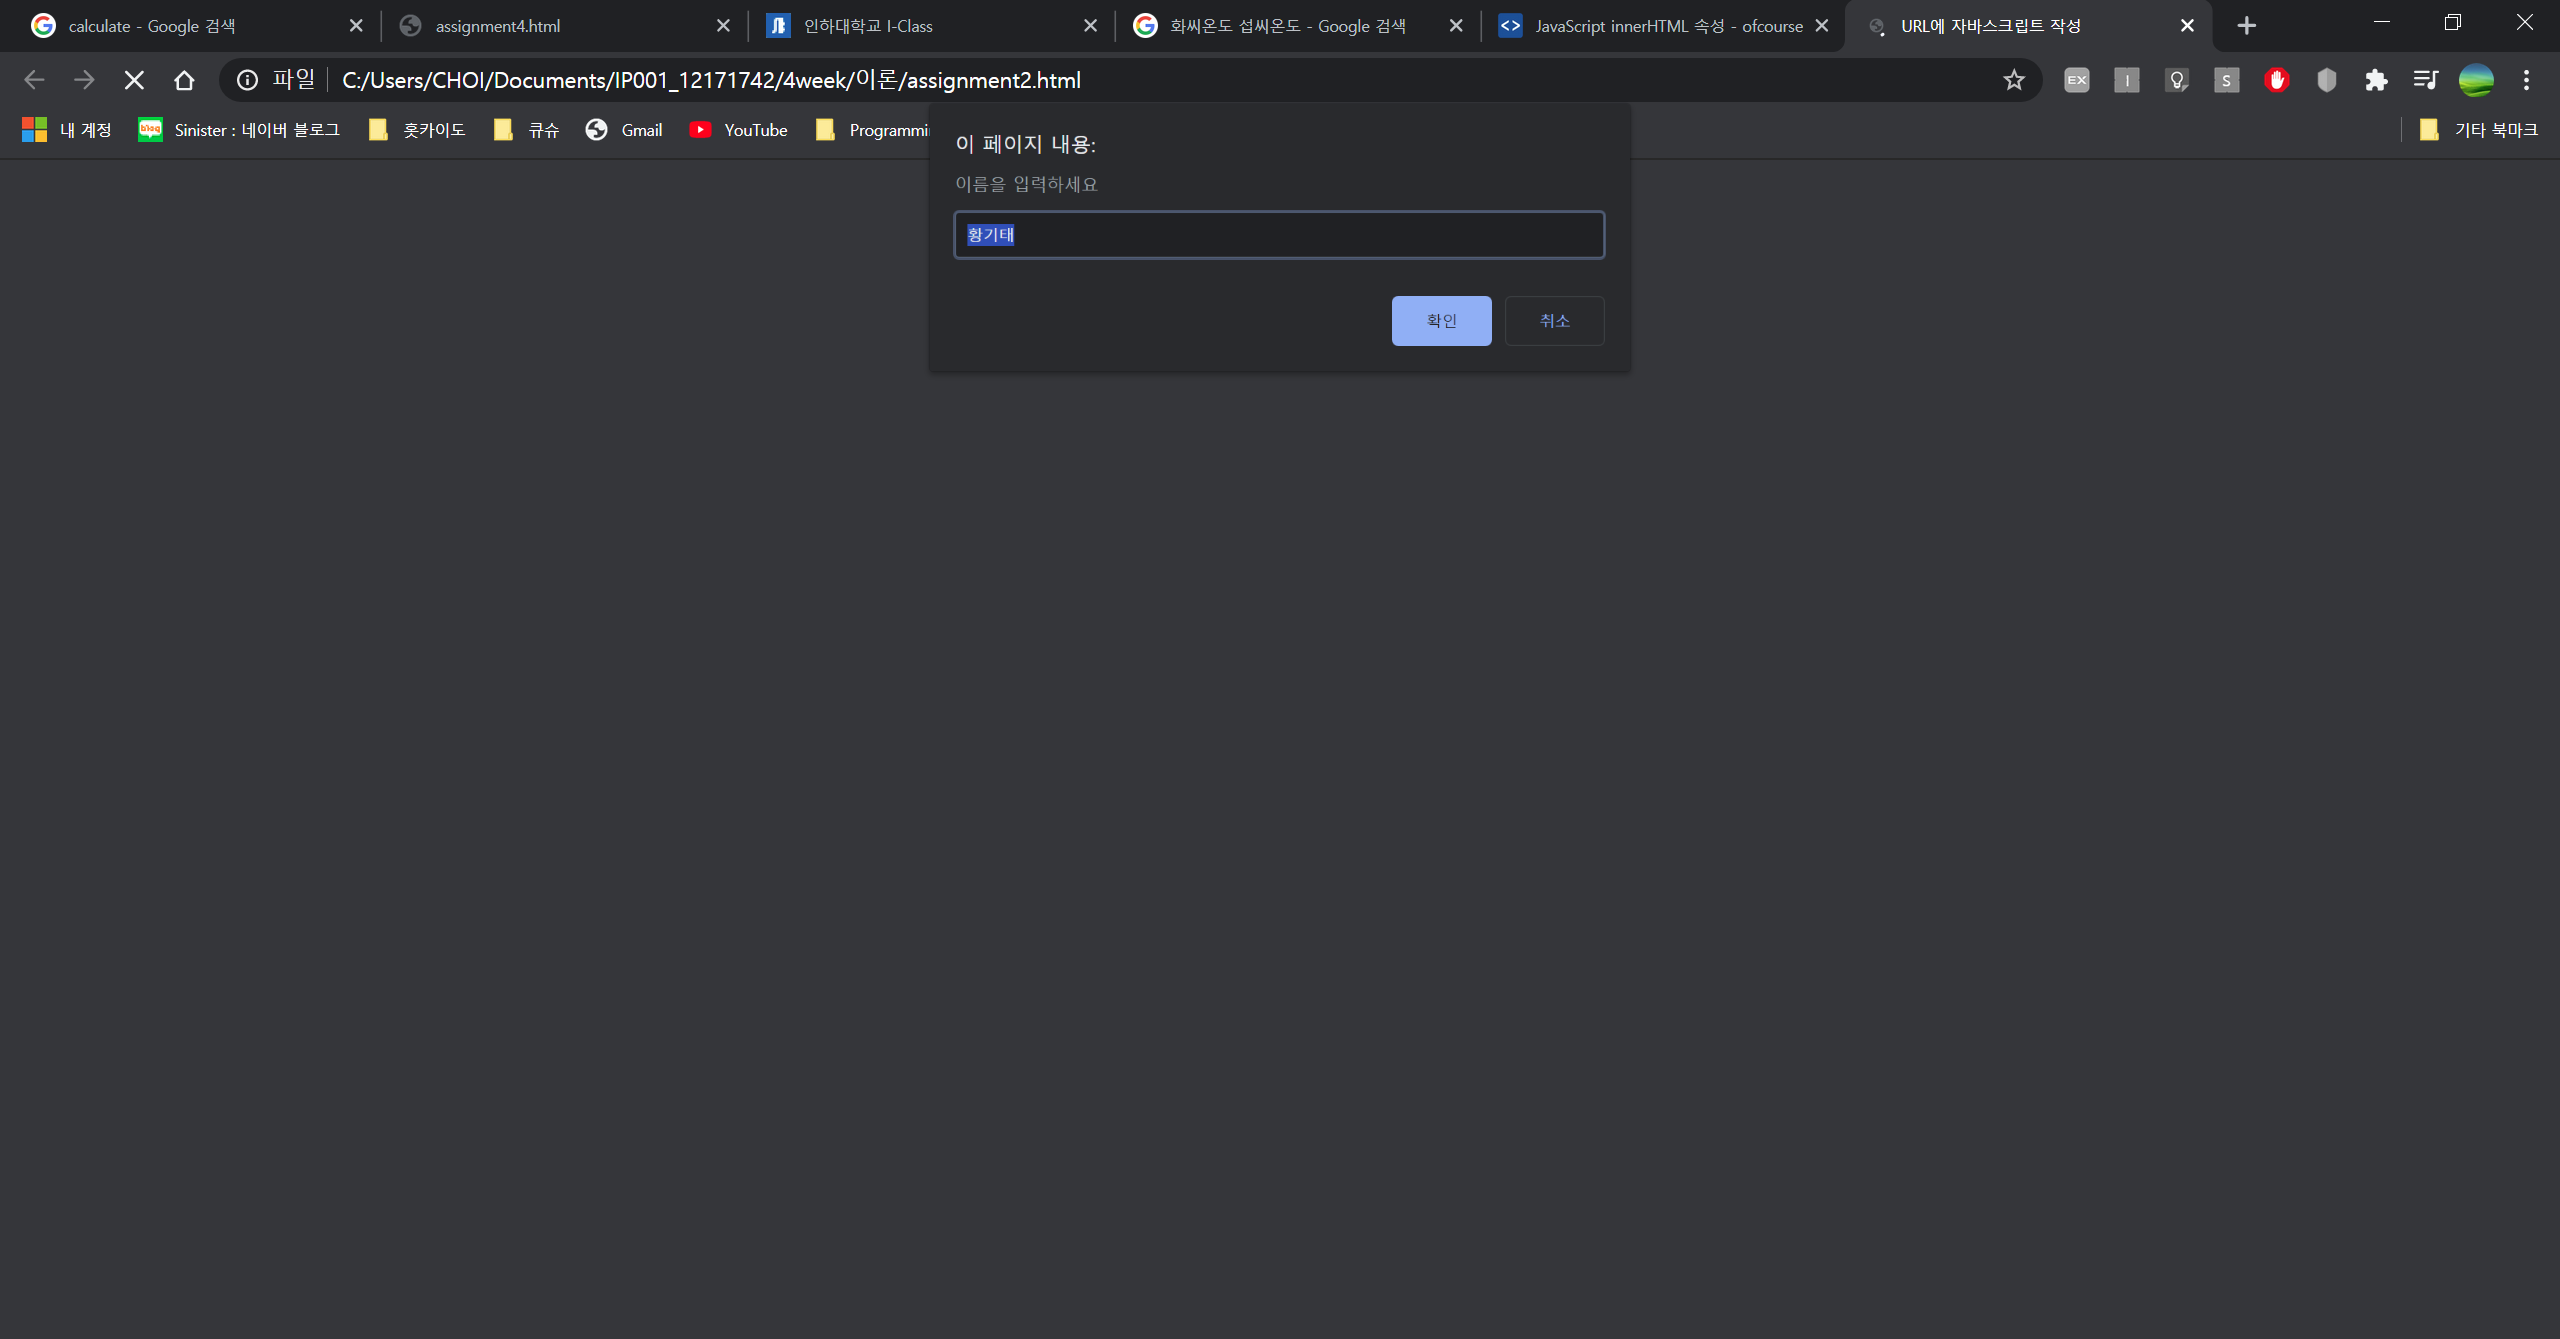 calculate - Google 검색
assignment4.html
인하대학교 I-Class
화씨온도 섭씨온도 - Google 검색
JavaScript innerHTML 속성 - ofcourse
URL에 자바스크립트 작성
파일 C:/Users/CHOI/Documents/IP001_12171742/4week/이론/assignment2.html
EX
I
S
내 계정
blog
Sinister : 네이버 블로그
홋카이도
큐슈
Gmail
YouTube
Programmi
기타 북마크
이 페이지 내용:
이름을 입력하세요
황기태
확인
취소